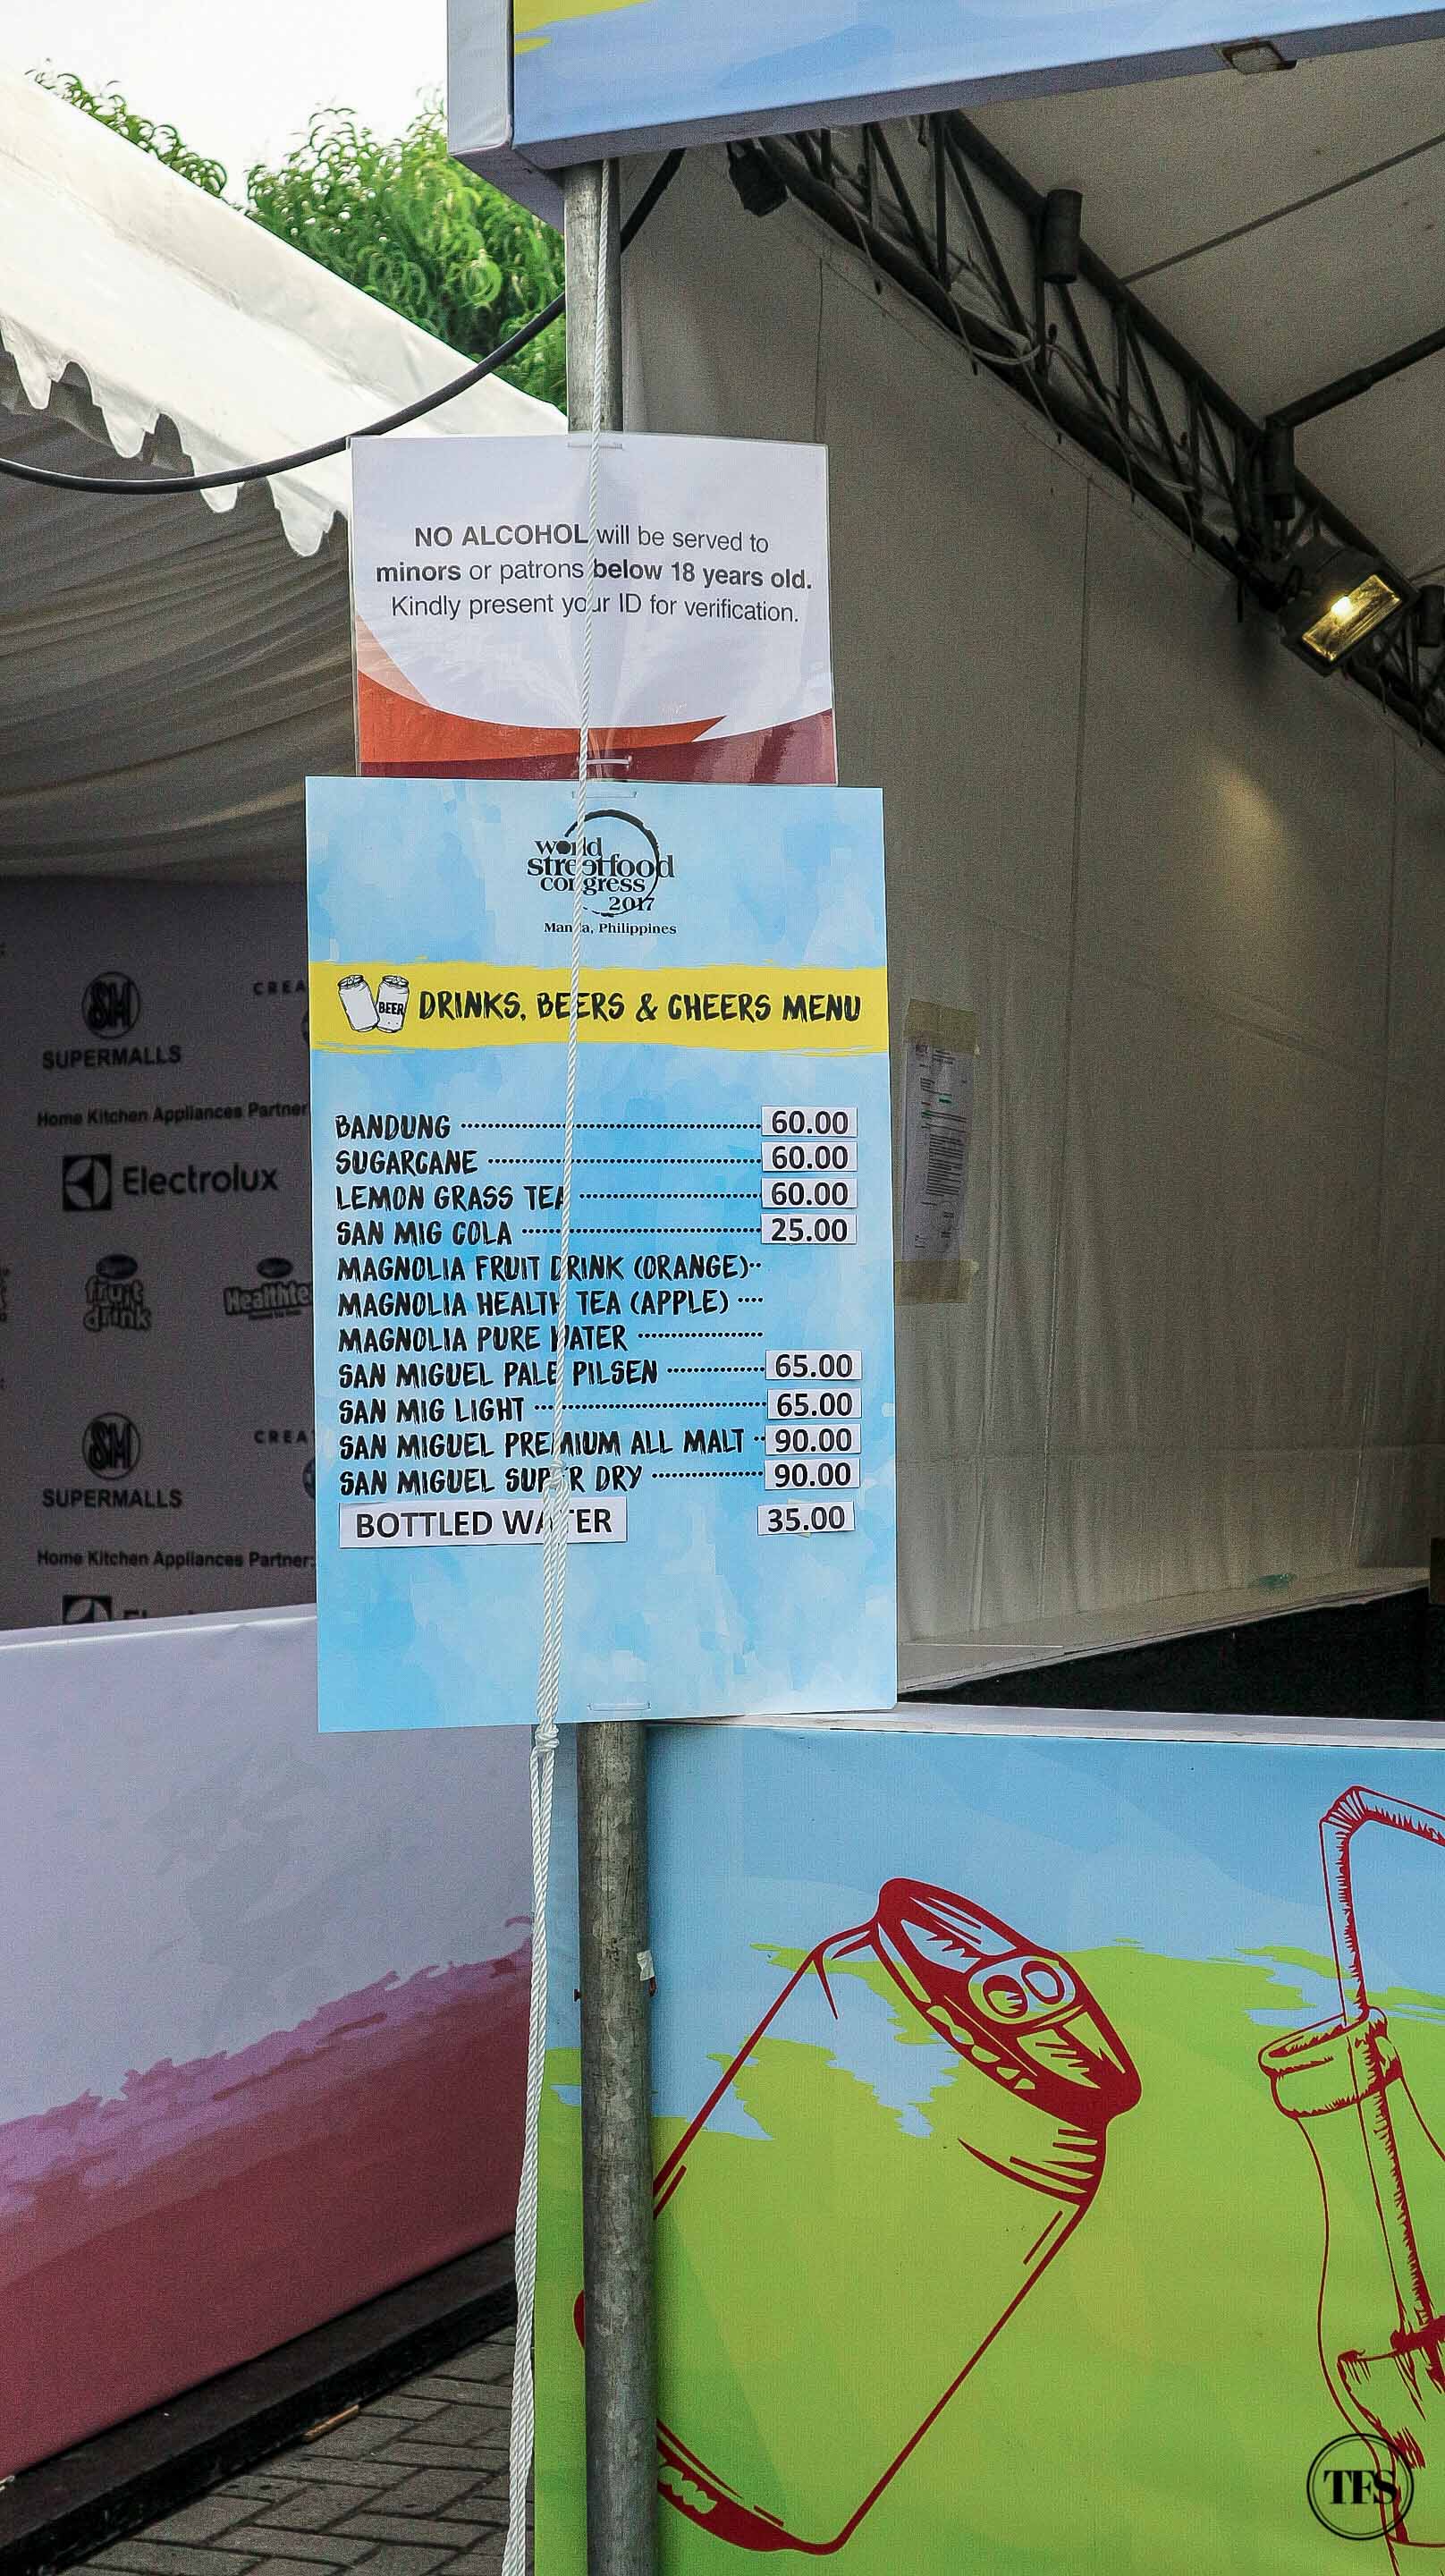 NO ALCOHOL will be served to
minors or patrons below 18 years old.
Kindly present your ID for verification.
world
streetfood
congress
2017
Manila, Philippines
BEER
DRINKS, BEERS & CHEERS MENU
BANDUNG 60.00
SUGARCANE 60.00
LEMON GRASS TEA 60.00
SAN MIG COLA 25.00
MAGNOLIA FRUIT DRINK (ORANGE)
MAGNOLIA HEALTH TEA (APPLE)
MAGNOLIA PURE WATER
SAN MIGUEL PALE PILSEN 65.00
SAN MIG LIGHT 65.00
SAN MIGUEL PREMIUM ALL MALT 90.00
SAN MIGUEL SUPER DRY 90.00
BOTTLED WATER 35.00
SM
SUPERMALLS
CREA
Home Kitchen Appliances Partner
Electrolux
fruit
drink
Healthte
SM
SUPERMALLS
CREA
Home Kitchen Appliances Partner:
TFS